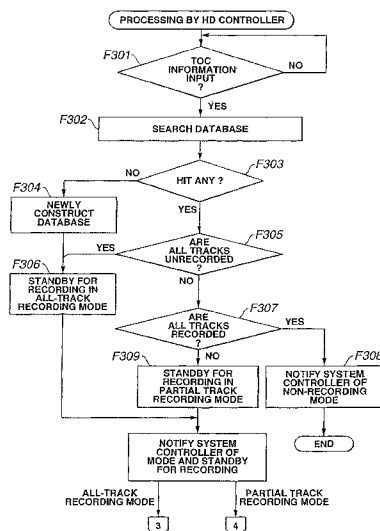 PROCESSING BY HD CONTROLLER
F301
TOC
INFORMATION
INPUT
?
NO
YES
F302
SEARCH DATABASE
F303
HIT ANY ?
NO
YES
F304
NEWLY
CONSTRUCT
DATABASE
F305
ARE
ALL TRACKS
UNRECORDED
?
YES
NO
F306
STANDBY FOR
RECORDING IN
ALL-TRACK
RECORDING MODE
F307
ARE
ALL TRACKS
RECORDED
?
YES
NO
F309
STANDBY FOR
RECORDING IN
PARTIAL TRACK
RECORDING MODE
F308
NOTIFY SYSTEM
CONTROLLER OF
NON-RECORDING
MODE
END
NOTIFY SYSTEM
CONTROLLER OF
MODE AND STANDBY
FOR RECORDING
ALL-TRACK
RECORDING MODE
PARTIAL TRACK
RECORDING MODE
3
4